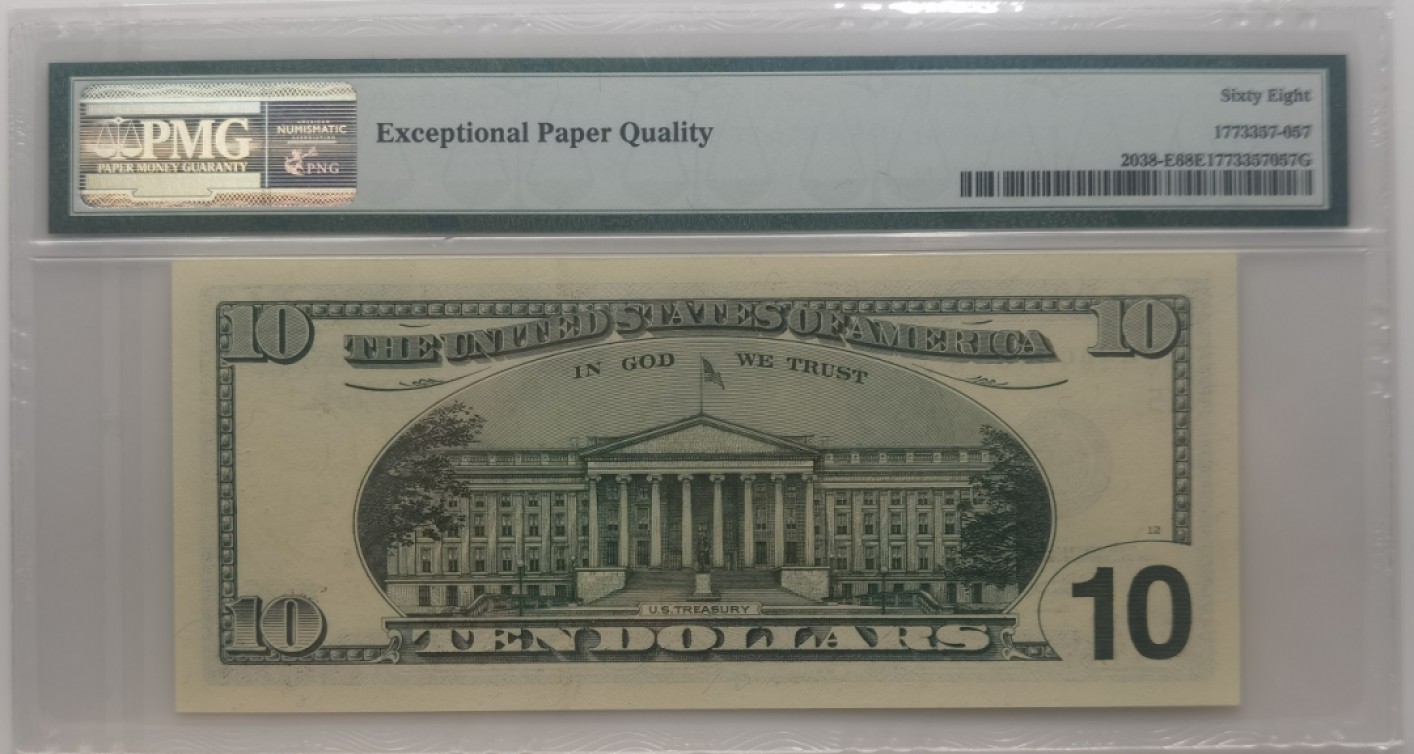 PMG
PAPER MONEY GUARANTY
AMERICAN
NUMISMATIC
ASSOCIATION
PNG
Exceptional Paper Quality
Sixty Eight
1773357-057
2038-E68E1773357057G
10
THE UNITED STATES OF AMERICA
10
IN GOD WE TRUST
12
U.S. TREASURY
10
TEN DOLLARS
10